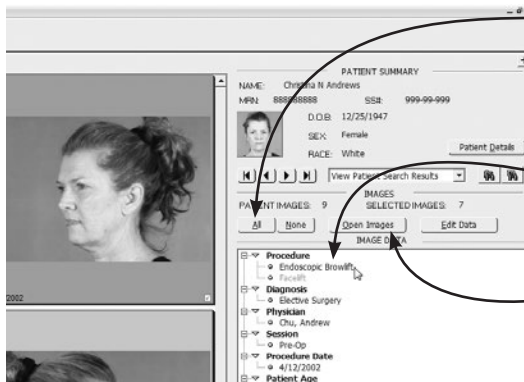 PATIENT SUMMARY
NAME: Christina N Andrews
MRN: 888888888 SS#: 999-99-999
D.O.B: 12/25/1947
SEX: Female
RACE: White
Patient Details
View Patient Search Results
IMAGES
PATIENT IMAGES: 9 SELECTED IMAGES: 7
All None Open Images Edit Data
IMAGE DATA
Procedure
Endoscopic Browlift
Facelift
Diagnosis
Elective Surgery
Physician
Chu, Andrew
Session
Pre-Op
Procedure Date
4/12/2002
Patient Age
2002